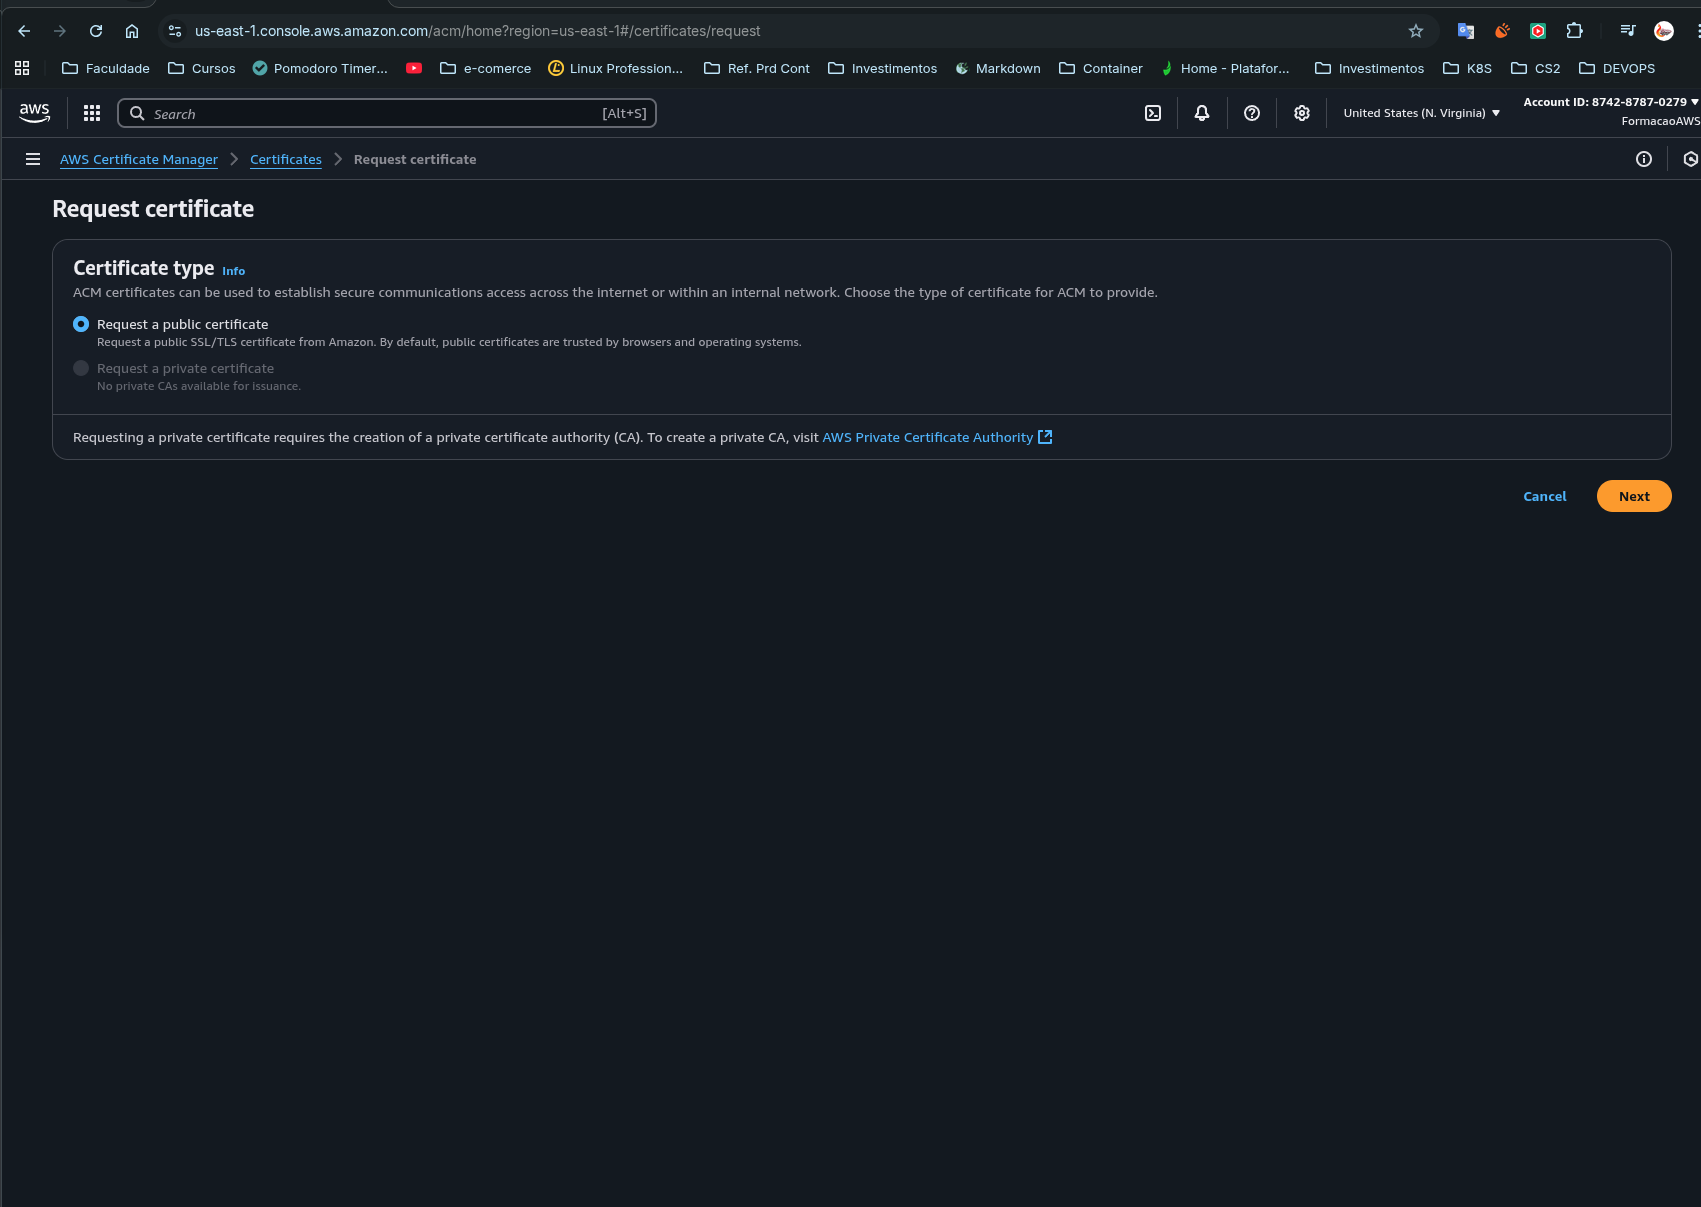 us-east-1.console.aws.amazon.com/acm/home?region=us-east-1#/certificates/request
Faculdade Cursos Pomodoro Timer... e-comerce Linux Profession... Ref. Prd Cont Investimentos Markdown Container Home - Platafor... Investimentos K8S CS2 DEVOPS
aws Search [Alt+S] United States (N. Virginia) Account ID: 8742-8787-0279
FormacaoAWS
AWS Certificate Manager Certificates Request certificate
Request certificate
Certificate type Info
ACM certificates can be used to establish secure communications access across the internet or within an internal network. Choose the type of certificate for ACM to provide.
Request a public certificate
Request a public SSL/TLS certificate from Amazon. By default, public certificates are trusted by browsers and operating systems.
Request a private certificate
No private CAs available for issuance.
Requesting a private certificate requires the creation of a private certificate authority (CA). To create a private CA, visit AWS Private Certificate Authority
Cancel Next